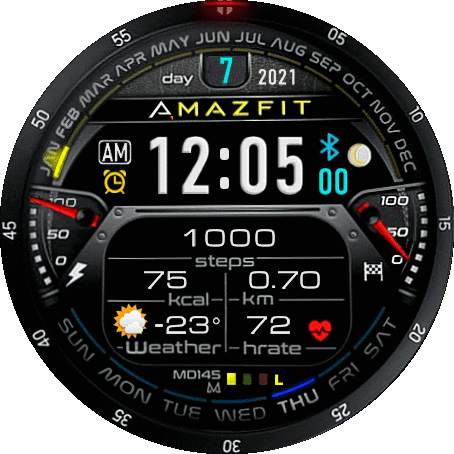 55
05
50
10
45
15
40
20
35
25
30
JAN FEB MAR APR MAY JUN JUL AUG SEP OCT NOV DEC
day 7 2021
AMAZFIT
AM 12:05 00
100
50
0
100
50
0
1000
steps
75 0.70
kcal km
-23° 72
Weather hrate
MD145 L
M
SUN MON TUE WED THU FRI SAT